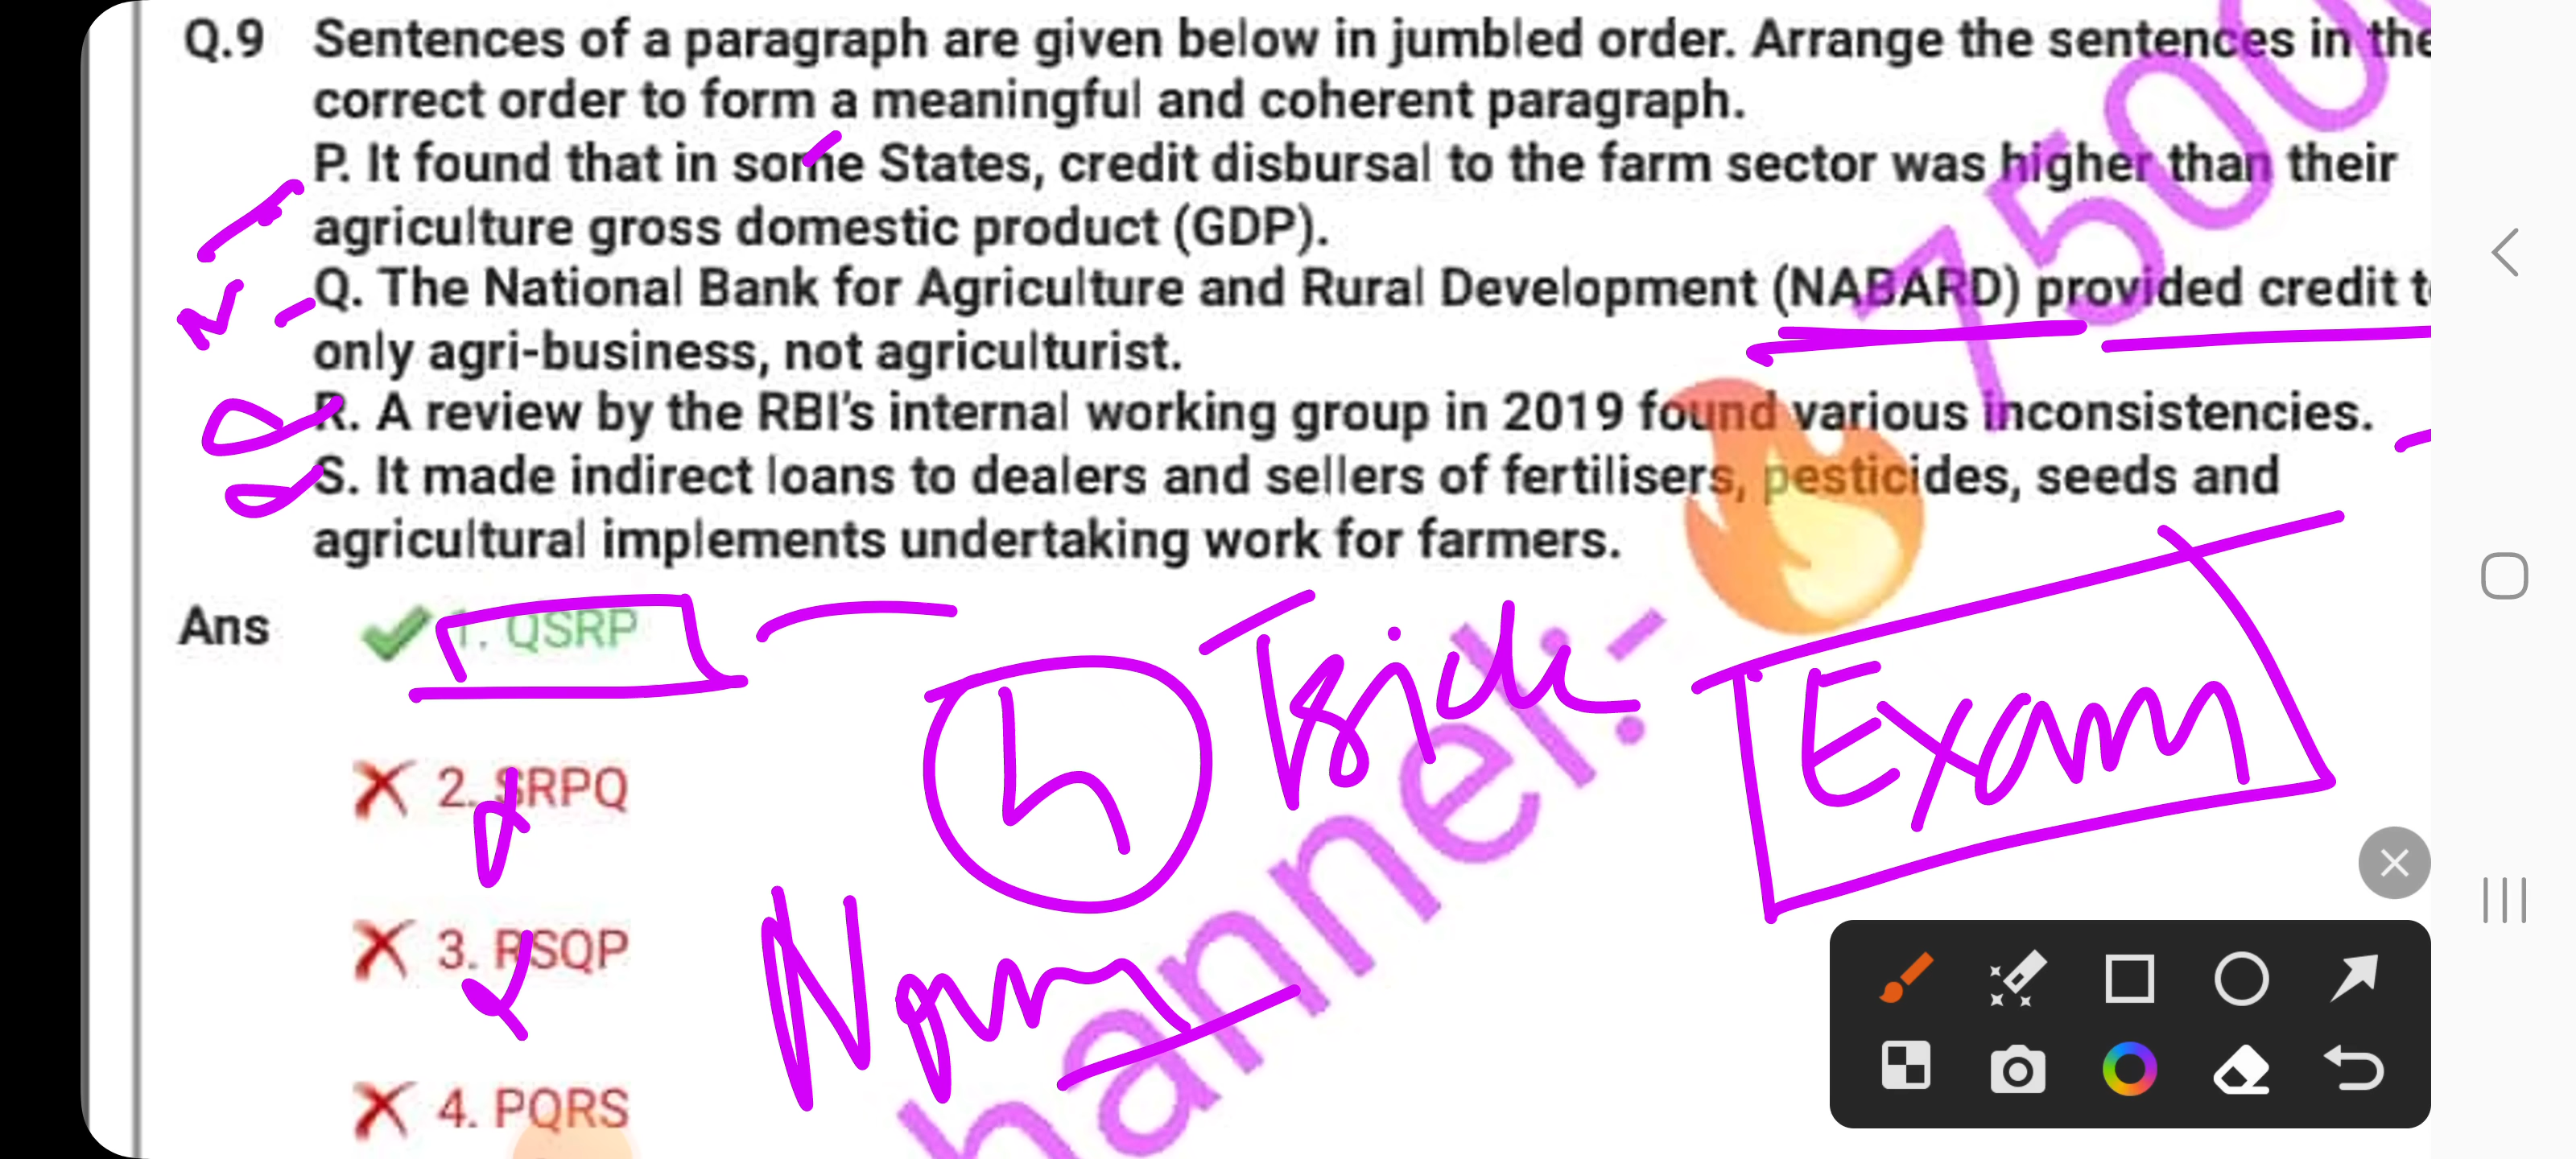 Q.9 Sentences of a paragraph are given below in jumbled order. Arrange the sentences in the
correct order to form a meaningful and coherent paragraph.
P. It found that in some States, credit disbursal to the farm sector was higher than their
agriculture gross domestic product (GDP).
Q. The National Bank for Agriculture and Rural Development (NABARD) provided credit t
only agri-business, not agriculturist.
R. A review by the RBI's internal working group in 2019 found various inconsistencies.
S. It made indirect loans to dealers and sellers of fertilisers, pesticides, seeds and
agricultural implements undertaking work for farmers.
Ans 1. QSRP
2. SRPQ
3. RSQP
4. PQRS
Exam
hannel:- 7500